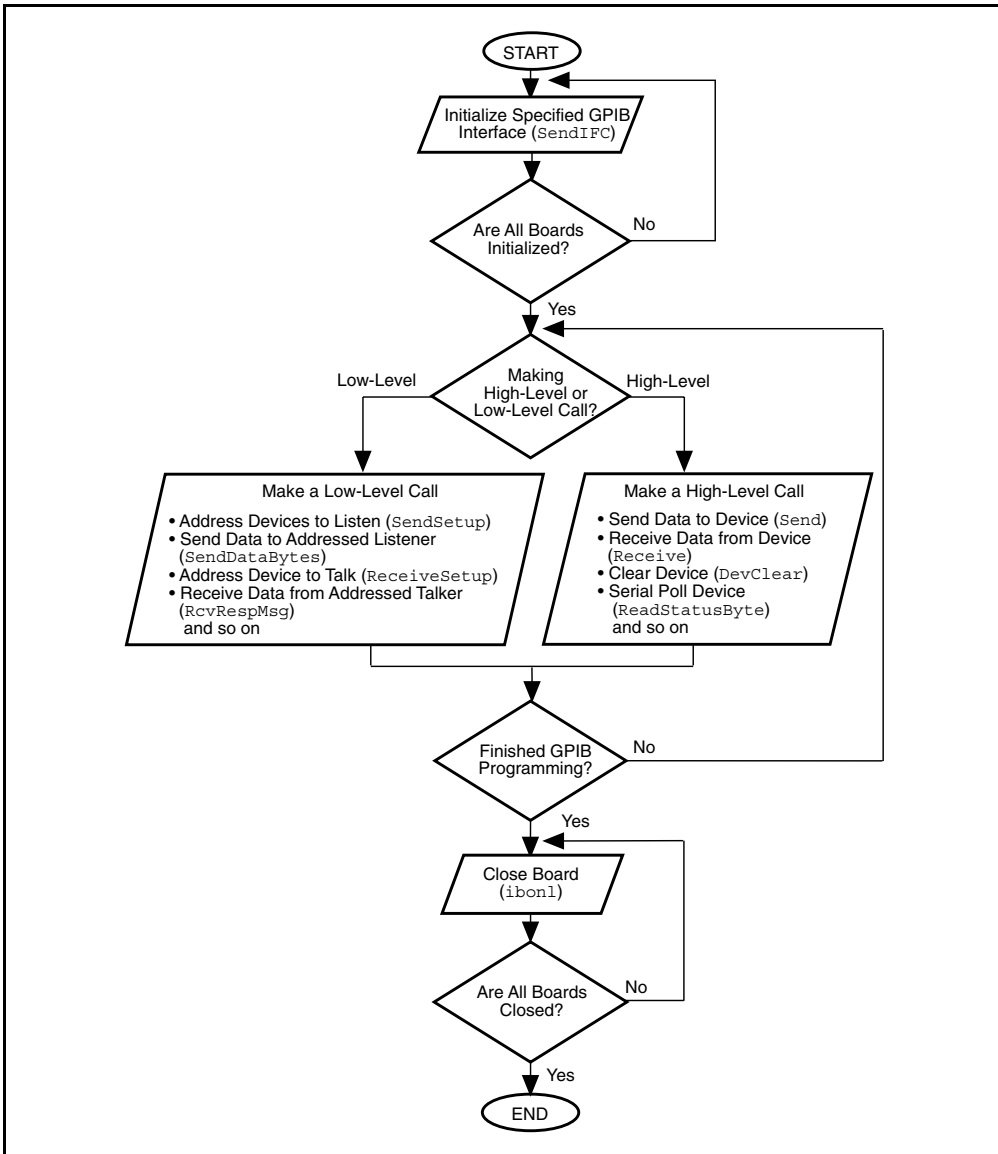 START
Initialize Specified GPIB
Interface (SendIFC)
Are All Boards
Initialized?
No
Yes
Making
High-Level or
Low-Level Call?
Low-Level
High-Level
Make a Low-Level Call
• Address Devices to Listen (SendSetup)
• Send Data to Addressed Listener
(SendDataBytes)
• Address Device to Talk (ReceiveSetup)
• Receive Data from Addressed Talker
(RcvRespMsg)
and so on
Make a High-Level Call
• Send Data to Device (Send)
• Receive Data from Device
(Receive)
• Clear Device (DevClear)
• Serial Poll Device
(ReadStatusByte)
and so on
Finished GPIB
Programming?
No
Yes
Close Board
(ibonl)
Are All Boards
Closed?
No
Yes
END